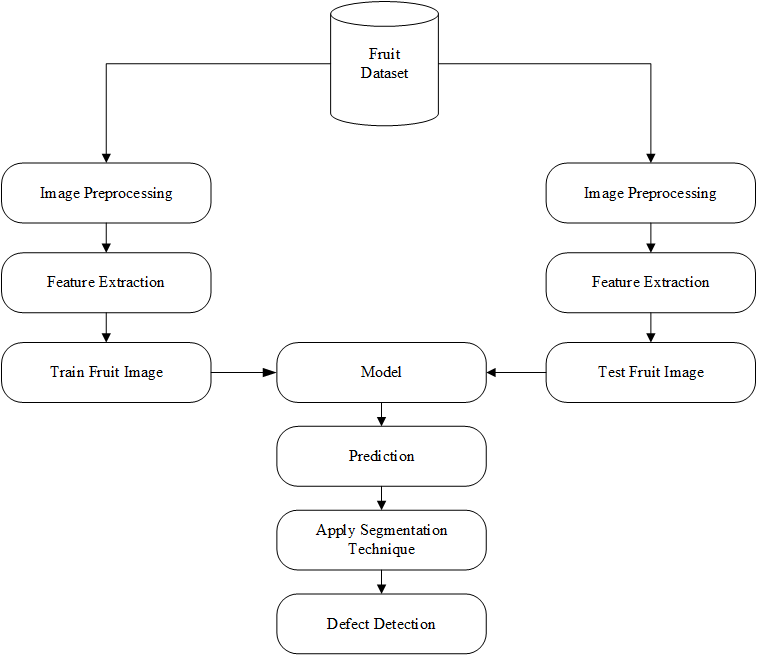 Fruit
Dataset
Image Preprocessing
Image Preprocessing
Feature Extraction
Feature Extraction
Train Fruit Image
Model
Test Fruit Image
Prediction
Apply Segmentation
Technique
Defect Detection